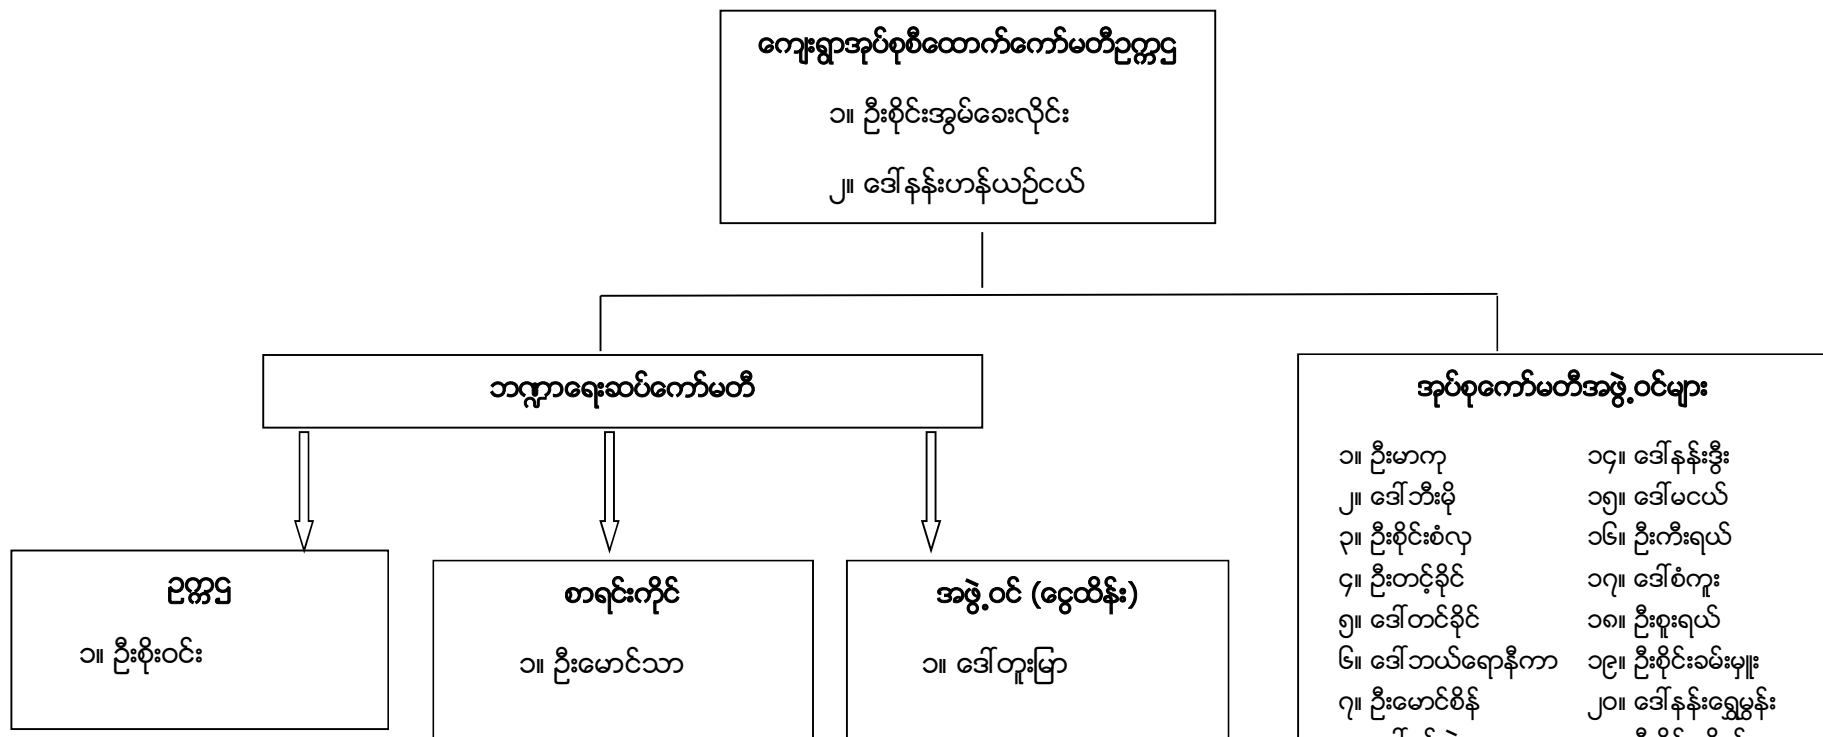 ကျေးရွာအုပ်စုစီထောက်ကော်မတီဥက္ကဌ
၁။ ဦးစိုင်းအွမ်ခေးလိုင်း
၂။ ဒေါ်နန်းဟန်ယဉ်ငယ်
ဘဏ္ဍာရေးဆပ်ကော်မတီ
ဥက္ကဌ
၁။ ဦးစိုးဝင်း
စာရင်းကိုင်
၁။ ဦးမောင်သာ
အဖွဲ့ဝင် (ငွေထိန်း)
၁။ ဒေါ်တူးမြာ
အုပ်စုကော်မတီအဖွဲ့ဝင်များ
၁။ ဦးမာကု
၂။ ဒေါ်ဘီးမို
၃။ ဦးစိုင်းစံလှ
၄။ ဦးတင့်ခိုင်
၅။ ဒေါ်တင်ခိုင်
၆။ ဒေါ်ဘယ်ရောနီကာ
၇။ ဦးမောင်စိန်
၁၄။ ဒေါ်နန်းဒွီး
၁၅။ ဒေါ်မငယ်
၁၆။ ဦးကီးရယ်
၁၇။ ဒေါ်စံကူး
၁၈။ ဦးစူးရယ်
၁၉။ ဦးစိုင်းခမ်းမှူး
၂၀။ ဒေါ်နန်းရွှေမွန်း